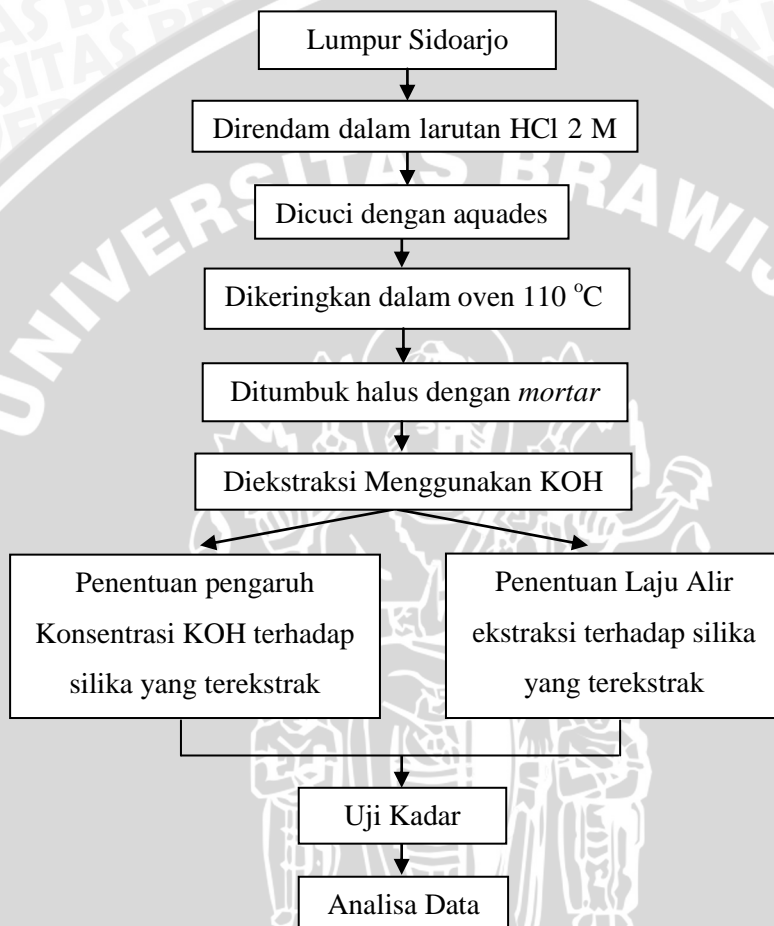 Lumpur Sidoarjo
Direndam dalam larutan HCl 2 M
Dicuci dengan aquades
Dikeringkan dalam oven 110 °C
Ditumbuk halus dengan mortar
Diekstraksi Menggunakan KOH
Penentuan pengaruh
Konsentrasi KOH terhadap
silika yang terekstrak
Penentuan Laju Alir
ekstraksi terhadap silika
yang terekstrak
Uji Kadar
Analisa Data
UNIVERSITAS BRAWIJ